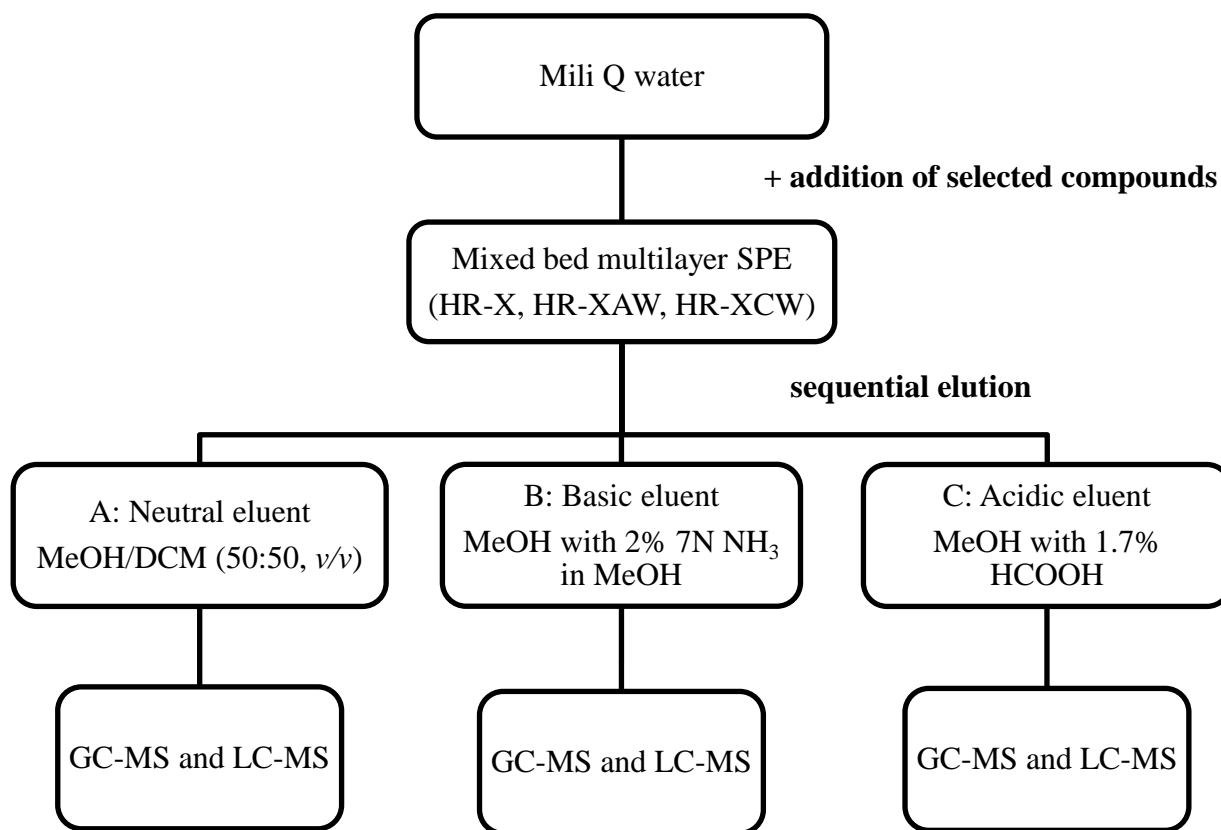 Mili Q water
+ addition of selected compounds
Mixed bed multilayer SPE
(HR-X, HR-XAW, HR-XCW)
sequential elution
A: Neutral eluent
MeOH/DCM (50:50, v/v)
B: Basic eluent
MeOH with 2% 7N NH₃
in MeOH
C: Acidic eluent
MeOH with 1.7%
HCOOH
GC-MS and LC-MS
GC-MS and LC-MS
GC-MS and LC-MS